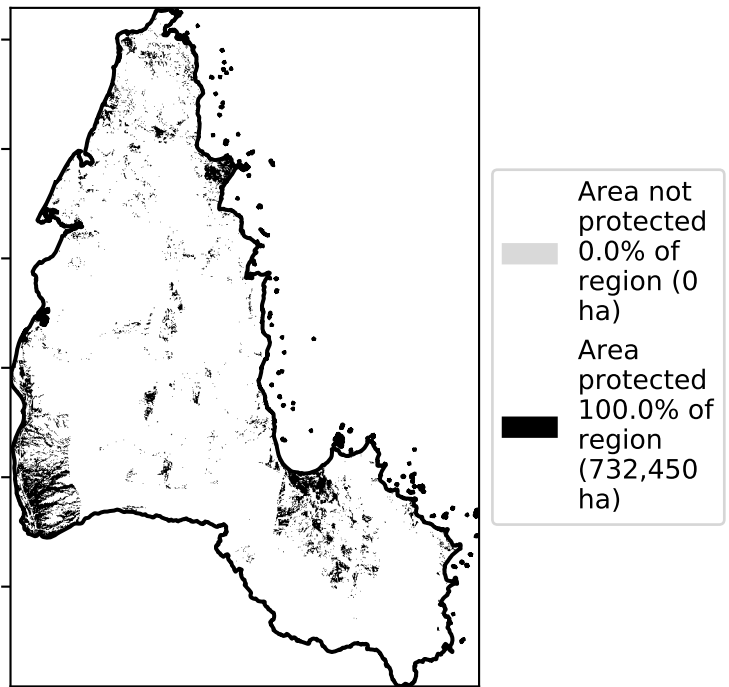 Area not
protected
0.0% of
region (0
ha)
Area
protected
100.0% of
region
(732,450
ha)